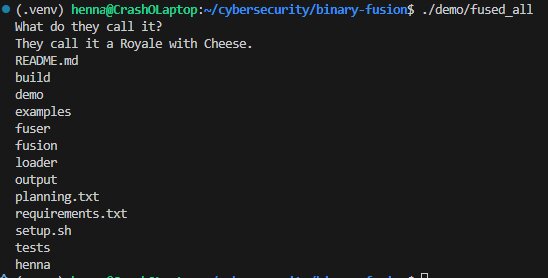 (.venv) henna@CrashOLaptop:~/cybersecurity/binary-fusion$ ./demo/fused_all
What do they call it?
They call it a Royale with Cheese.
README.md
build
demo
examples
fuser
fusion
loader
output
planning.txt
requirements.txt
setup.sh
tests
henna